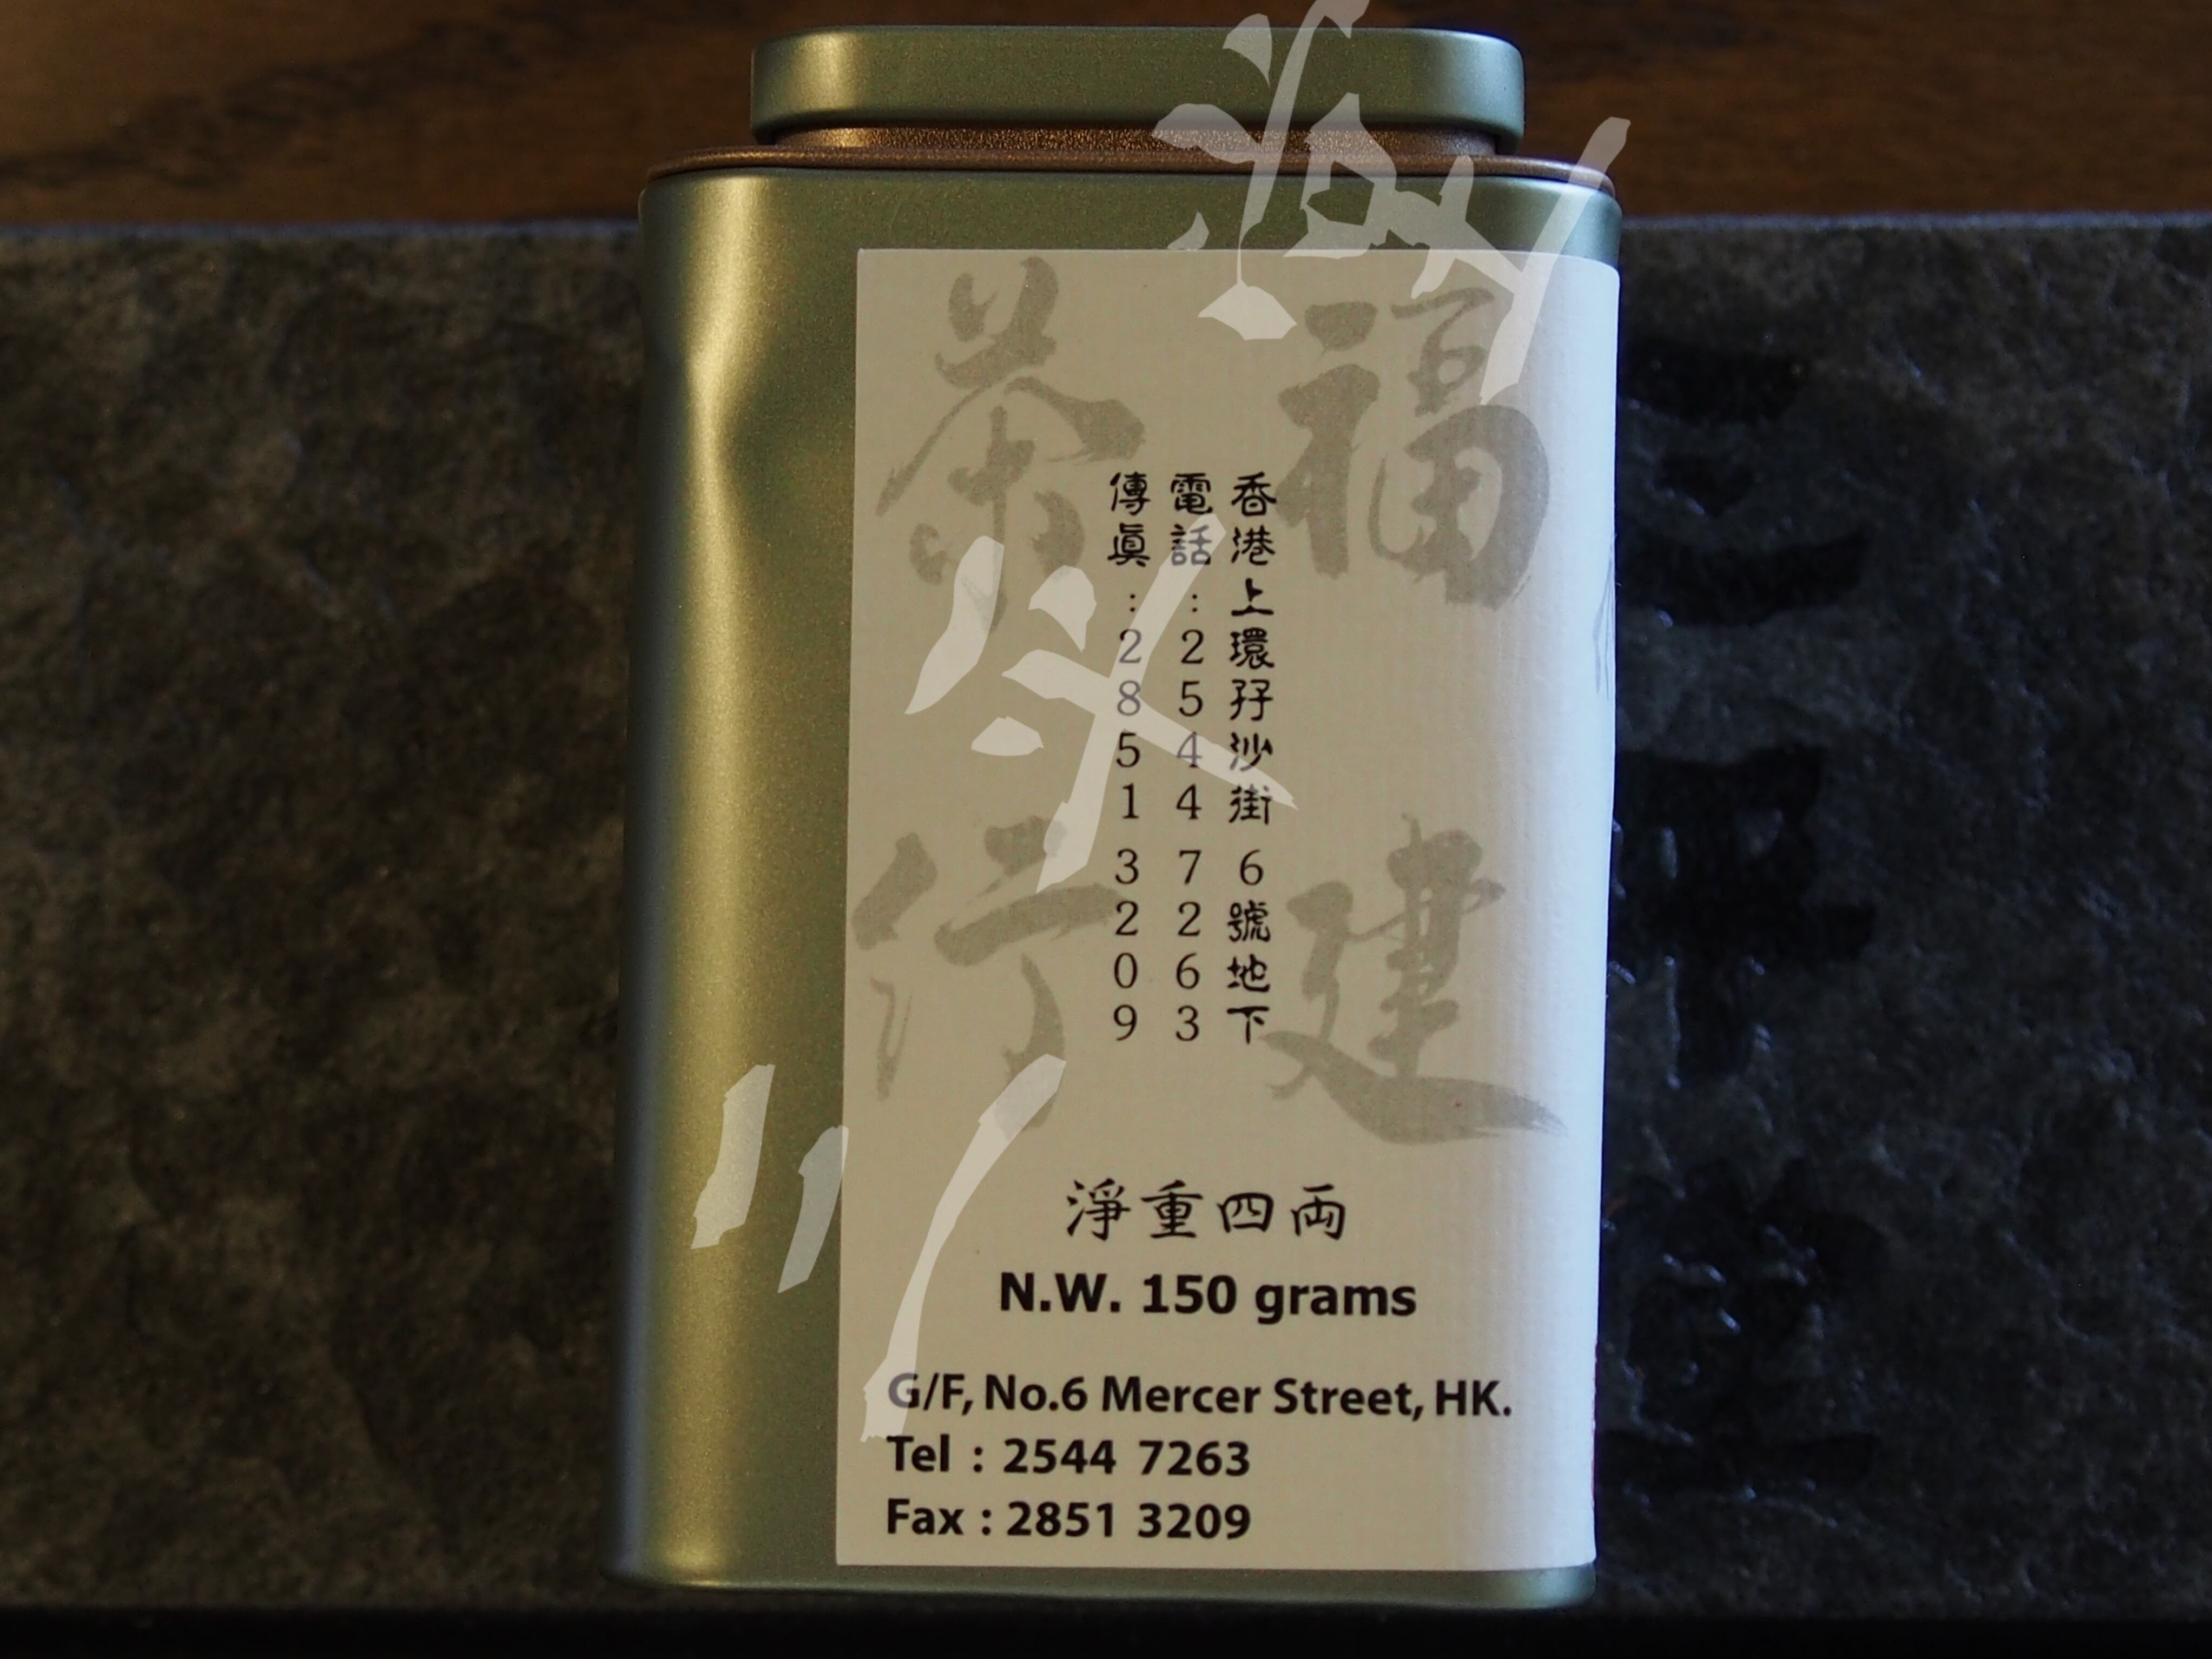 福建
茶行
香港上環孖沙街6號地下
電話：25447263
傳真：28513209
淨重四両
N.W. 150 grams
G/F, No.6 Mercer Street, HK.
Tel : 2544 7263
Fax : 2851 3209